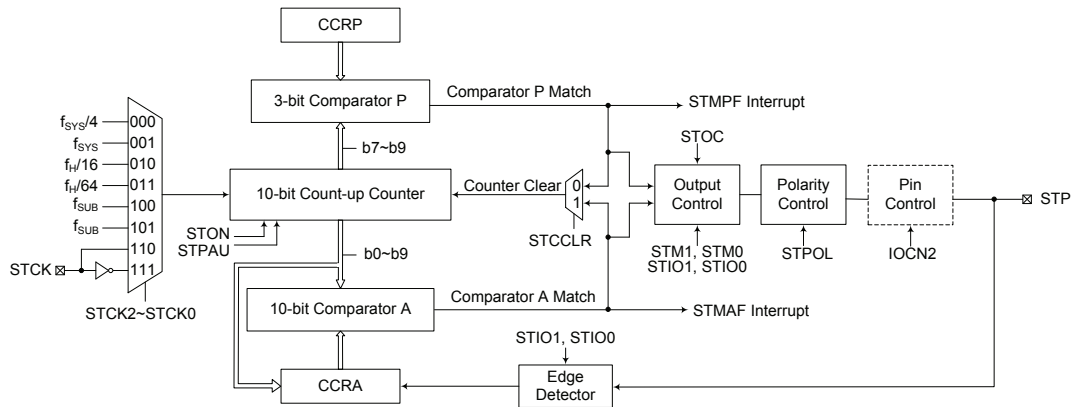 CCRP
3-bit Comparator P
Comparator P Match
STMPF Interrupt
fSYS/4
000
fSYS
001
fH/16
010
fH/64
011
fSUB
100
fSUB
101
110
111
STCK
STCK2~STCK0
b7~b9
10-bit Count-up Counter
STON
STPAU
Counter Clear
0
1
STCCLR
STOC
Output
Control
STM1, STM0
STIO1, STIO0
Polarity
Control
STPOL
Pin
Control
IOCN2
STP
b0~b9
10-bit Comparator A
Comparator A Match
STMAF Interrupt
STIO1, STIO0
CCRA
Edge
Detector